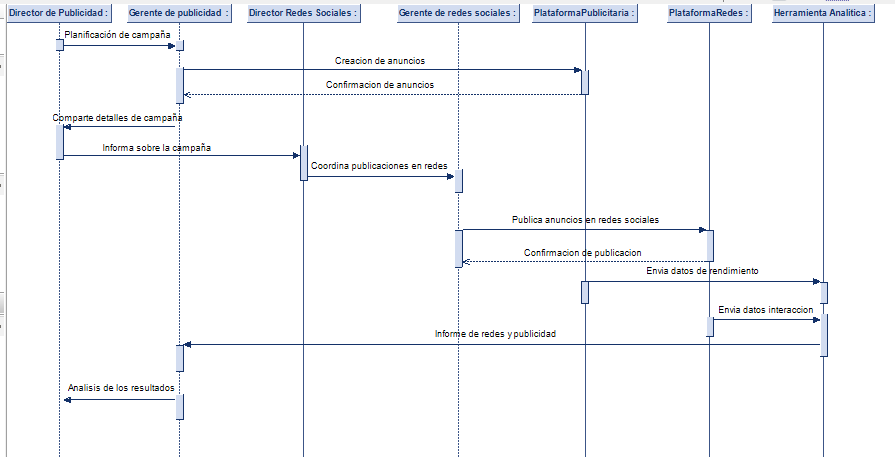 Director de Publicidad :
Gerente de publicidad :
Director Redes Sociales :
Gerente de redes sociales :
PlataformaPublicitaria :
PlataformaRedes :
Herramienta Analitica :
Planificación de campaña
Creacion de anuncios
Confirmacion de anuncios
Comparte detalles de campaña
Informa sobre la campaña
Coordina publicaciones en redes
Publica anuncios en redes sociales
Confirmacion de publicacion
Envia datos de rendimiento
Envia datos interaccion
Informe de redes y publicidad
Analisis de los resultados